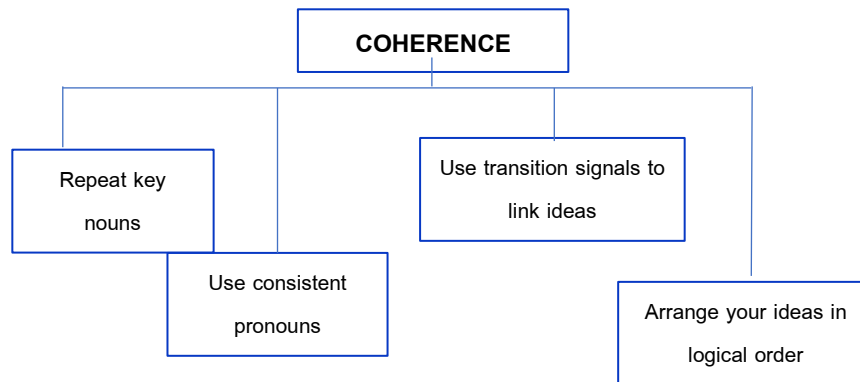 COHERENCE
Repeat key
nouns
Use consistent
pronouns
Use transition signals to
link ideas
Arrange your ideas in
logical order